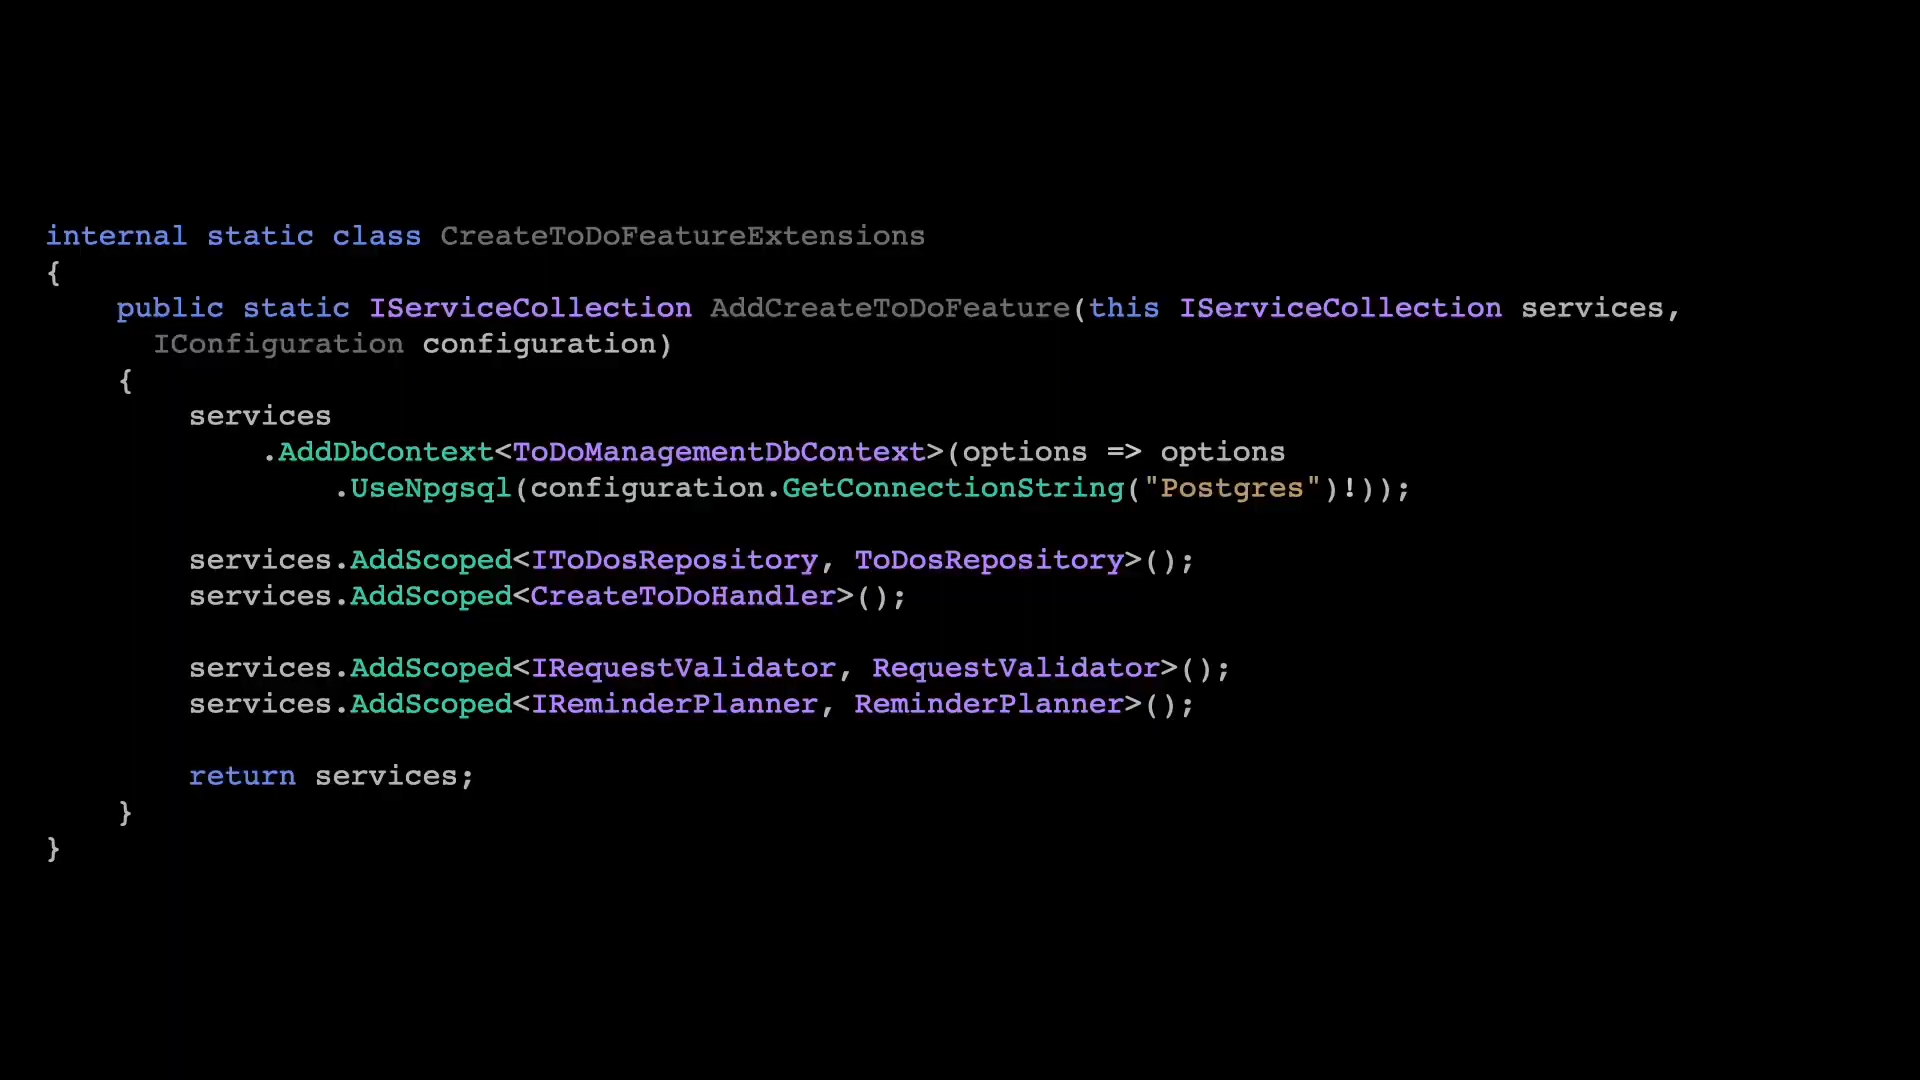 internal static class CreateToDoFeatureExtensions
{
    public static IServiceCollection AddCreateToDoFeature(this IServiceCollection services,
      IConfiguration configuration)
    {
        services
            .AddDbContext<ToDoManagementDbContext>(options => options
                .UseNpgsql(configuration.GetConnectionString("Postgres")!));

        services.AddScoped<IToDosRepository, ToDosRepository>();
        services.AddScoped<CreateToDoHandler>();

        services.AddScoped<IRequestValidator, RequestValidator>();
        services.AddScoped<IReminderPlanner, ReminderPlanner>();

        return services;
    }
}